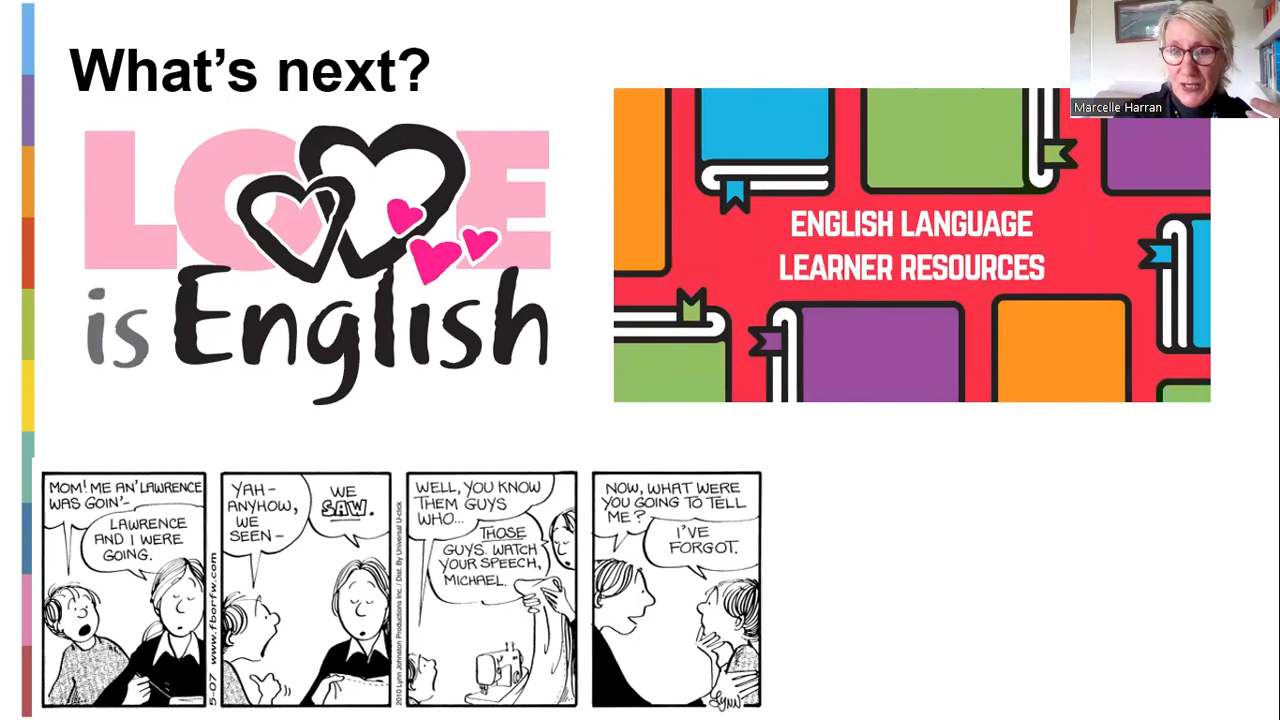 What's next?
Marcelle Harran
LOVE
is English
ENGLISH LANGUAGE
LEARNER RESOURCES
MOM! ME AN' LAWRENCE
WAS GOIN'-
LAWRENCE
AND I WERE
GOING.
5-07 www.fborfw.com
YAH-
ANYHOW,
WE
SEEN-
WE
SAW.
2010 Lynn Johnston Productions Inc. / Dist. By Universal U-click
WELL, YOU KNOW
THEM GUYS
WHO...
THOSE
GUYS. WATCH
YOUR SPEECH,
MICHAEL.
NOW, WHAT WERE
YOU GOING TO TELL
ME?
I'VE
FORGOT.
LYNN